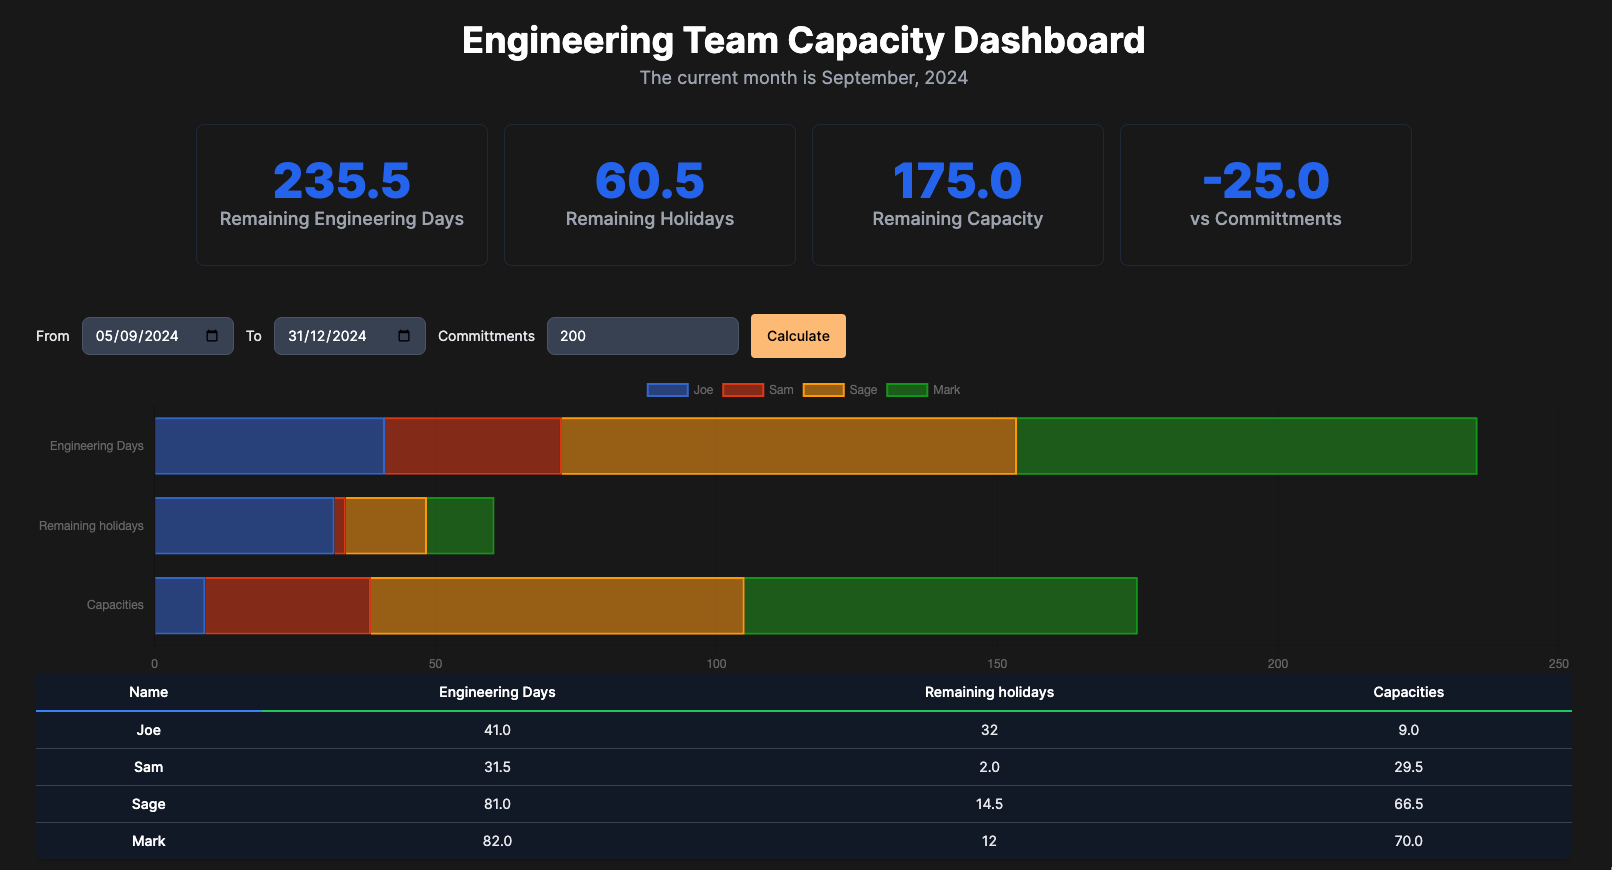 Engineering Team Capacity Dashboard
The current month is September, 2024
235.5 60.5 175.0 -25.0
Remaining Engineering Days Remaining Holidays Remaining Capacity vs Committments
From 05/09/2024 To 31/12/2024 Committments 200 Calculate
Joe Sam Sage Mark
Engineering Days
Remaining holidays
Capacities
0 50 100 150 200 250
Name Engineering Days Remaining holidays Capacities
Joe 41.0 32 9.0
Sam 31.5 2.0 29.5
Sage 81.0 14.5 66.5
Mark 82.0 12 70.0